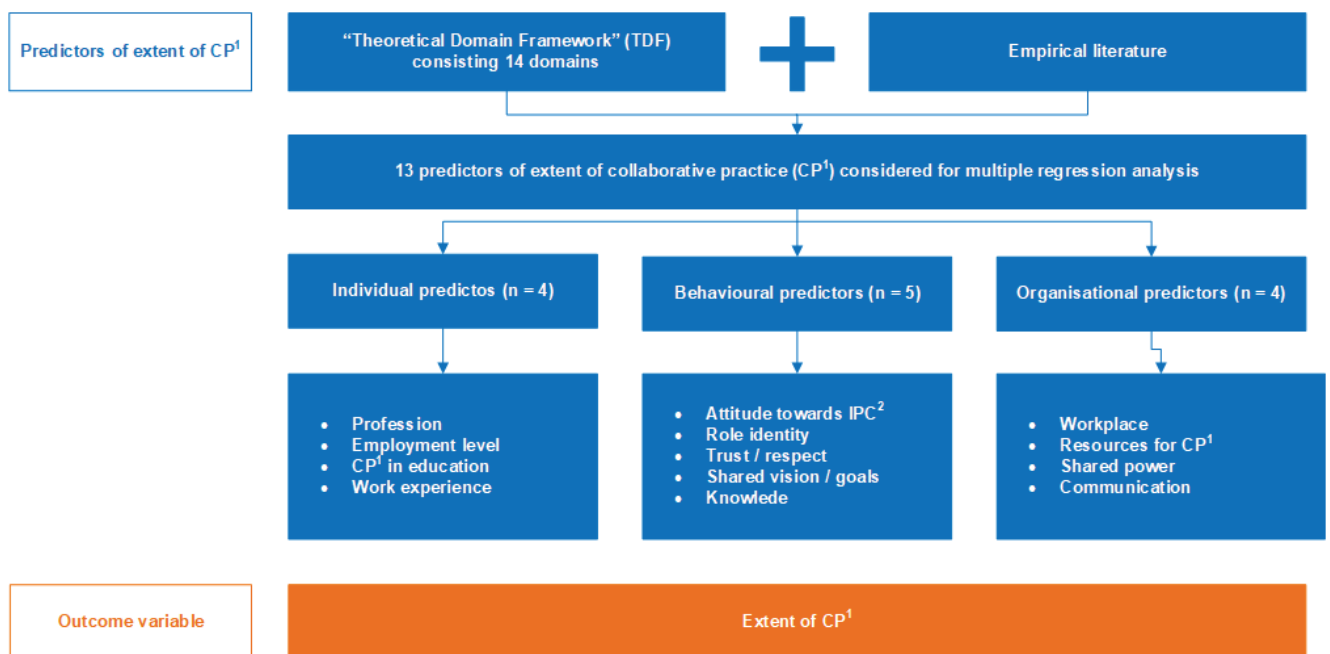 Predictors of extent of CP¹
“Theoretical Domain Framework” (TDF)
consisting 14 domains
Empirical literature
13 predictors of extent of collaborative practice (CP¹) considered for multiple regression analysis
Individual predictos (n = 4)
Behavioural predictors (n = 5)
Organisational predictors (n = 4)
• Profession
• Employment level
• CP¹ in education
• Work experience
• Attitude towards IPC²
• Role identity
• Trust / respect
• Shared vision / goals
• Knowlede
• Workplace
• Resources for CP¹
• Shared power
• Communication
Outcome variable
Extent of CP¹